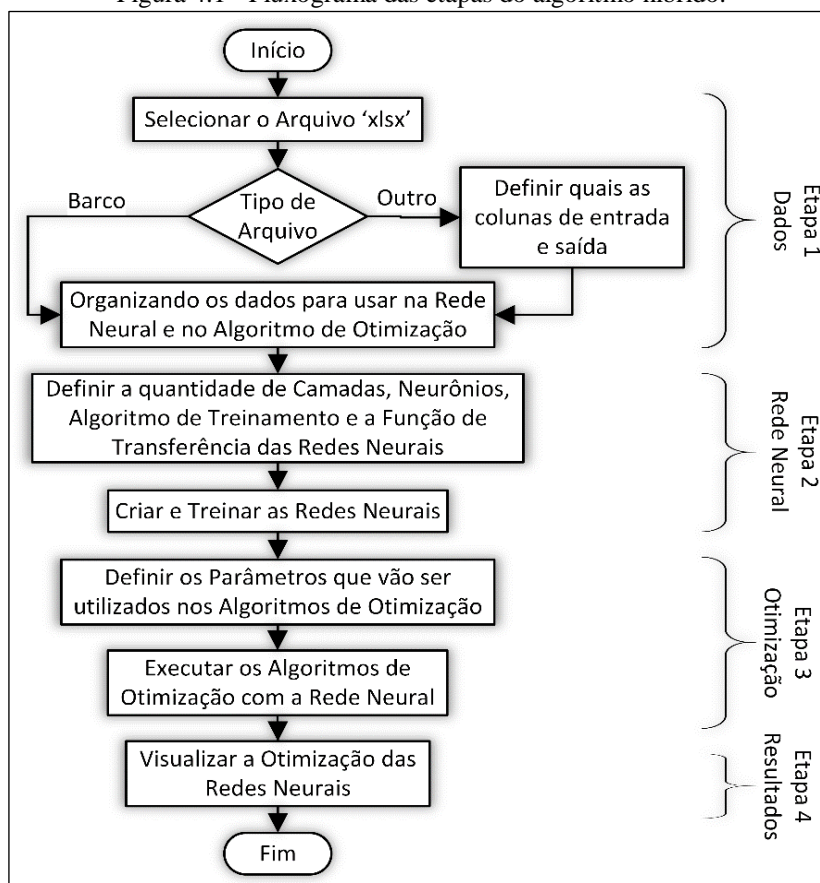 Figura 4.1 - Fluxograma das etapas do algoritmo híbrido.
Início
Selecionar o Arquivo ‘xlsx’
Barco
Tipo de
Arquivo
Outro
Definir quais as
colunas de entrada
e saída
Organizando os dados para usar na Rede
Neural e no Algoritmo de Otimização
Etapa 1
Dados
Definir a quantidade de Camadas, Neurônios,
Algoritmo de Treinamento e a Função de
Transferência das Redes Neurais
Criar e Treinar as Redes Neurais
Etapa 2
Rede Neural
Definir os Parâmetros que vão ser
utilizados nos Algoritmos de Otimização
Executar os Algoritmos de
Otimização com a Rede Neural
Etapa 3
Otimização
Visualizar a Otimização das
Redes Neurais
Etapa 4
Resultados
Fim